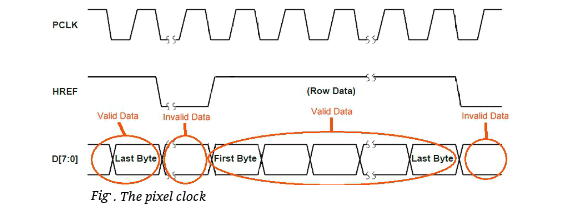 PCLK
HREF
(Row Data)
Valid Data
Invalid Data
Valid Data
Invalid Data
D[7:0]
Last Byte
First Byte
Last Byte
Fig . The pixel clock